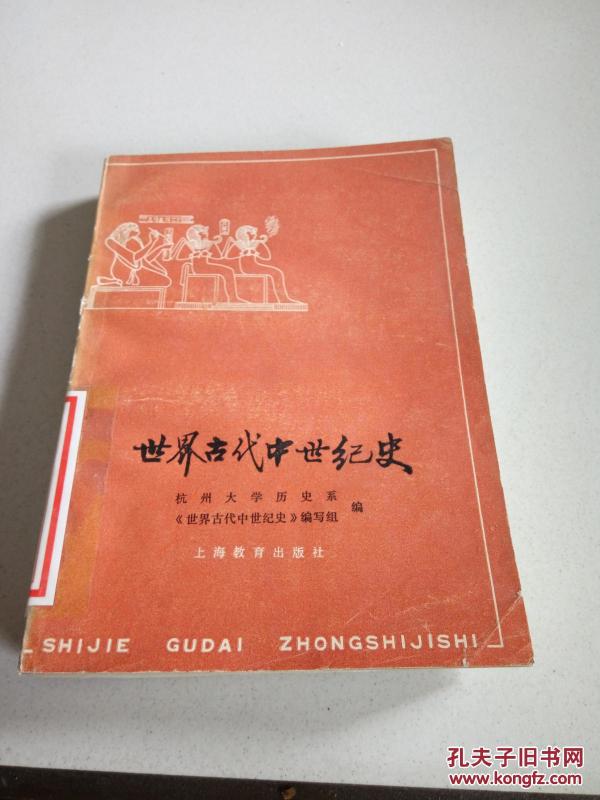 世界古代中世纪史
杭州大学历史系
《世界古代中世纪史》编写组
编
上海教育出版社
SHIJIE GUDAI ZHONGSHIJISHI
孔夫子旧书网
www.kongfz.com